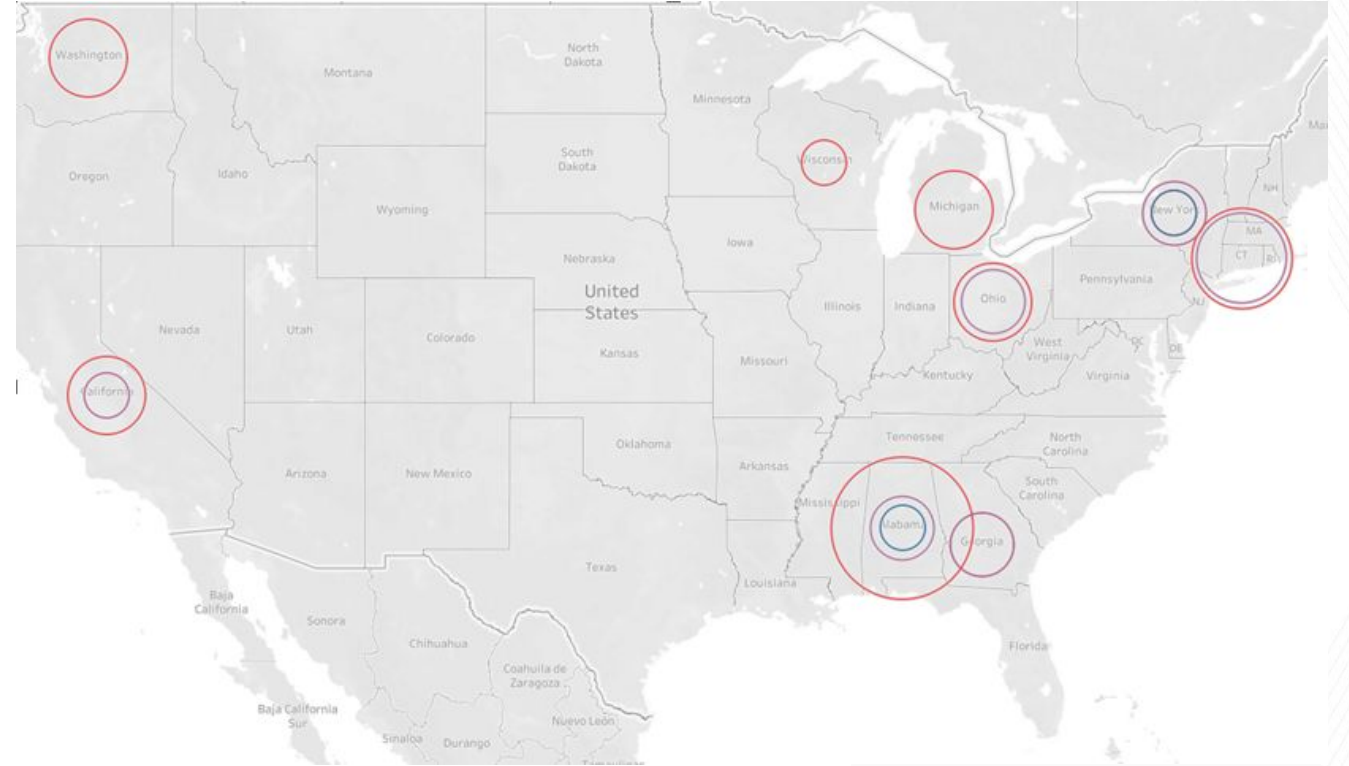 Washington
Montana
North
Dakota
Minnesota
Oregon
Idaho
South
Dakota
Wisconsin
Wyoming
Michigan
New York
NH
MA
CT
RI
Iowa
Nebraska
United
States
Pennsylvania
NJ
Nevada
Utah
Colorado
Kansas
Illinois
Indiana
Ohio
West
Virginia
DC
DE
Missouri
Kentucky
Virginia
California
Arizona
New Mexico
Oklahoma
Arkansas
Tennessee
North
Carolina
South
Carolina
Mississippi
Alabama
Georgia
Texas
Louisiana
Florida
Baja
California
Sonora
Chihuahua
Coahuila de
Zaragoza
Baja California
Sur
Sinaloa
Durango
Nuevo León